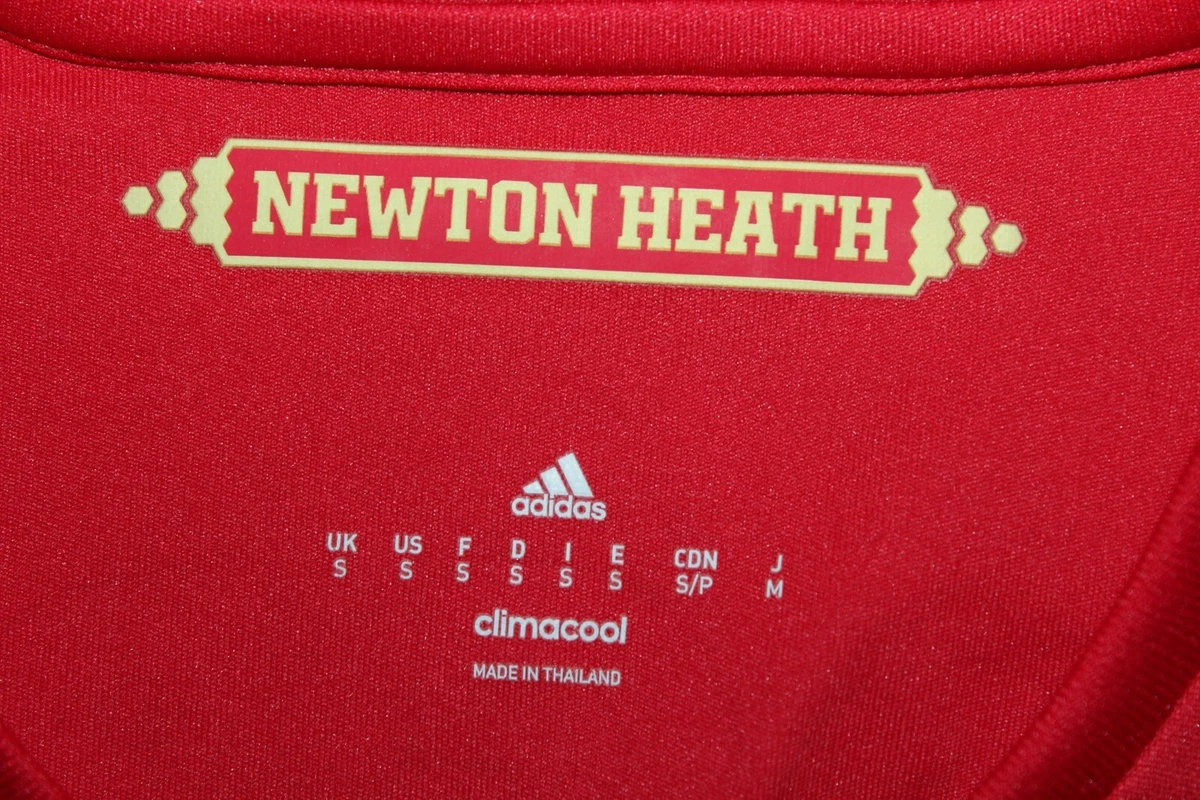 NEWTON HEATH
adidas
UK US F D I E CDN J
S S S S S S S/P M
climacool
MADE IN THAILAND